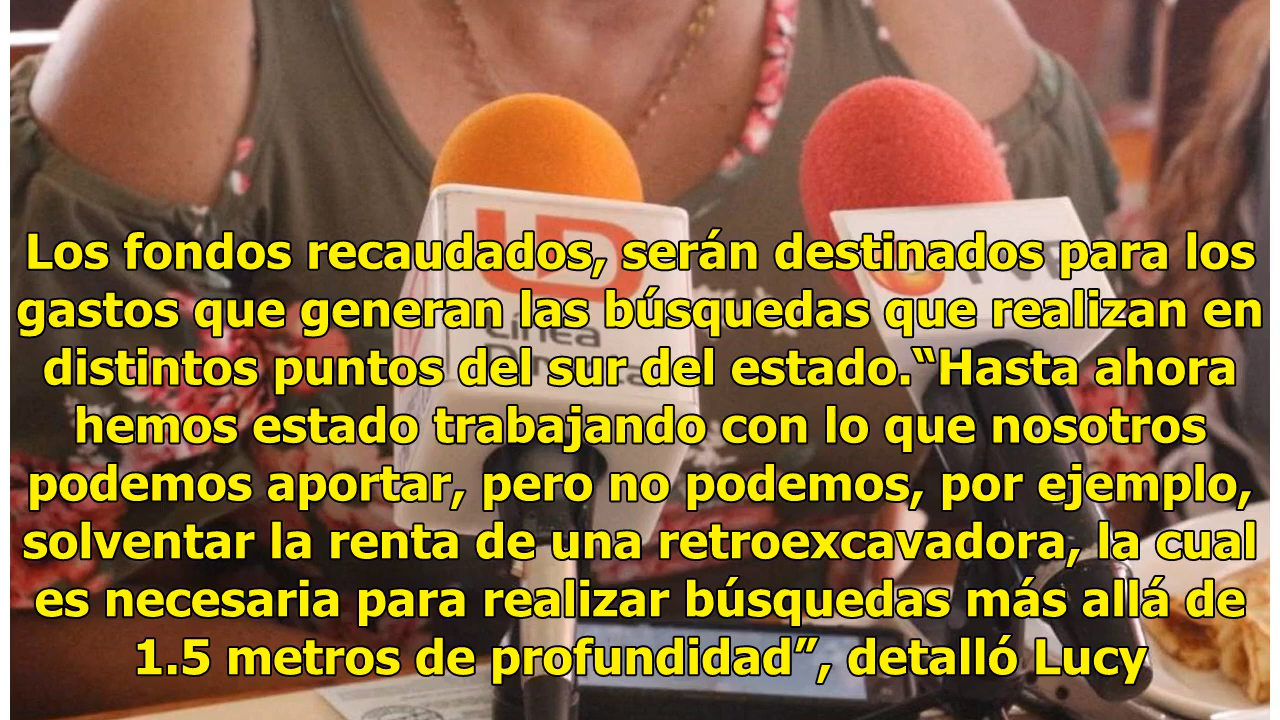 LD
Línea
TVP
Los fondos recaudados, serán destinados para los
gastos que generan las búsquedas que realizan en
distintos puntos del sur del estado.“Hasta ahora
hemos estado trabajando con lo que nosotros
podemos aportar, pero no podemos, por ejemplo,
solventar la renta de una retroexcavadora, la cual
es necesaria para realizar búsquedas más allá de
1.5 metros de profundidad”, detalló Lucy